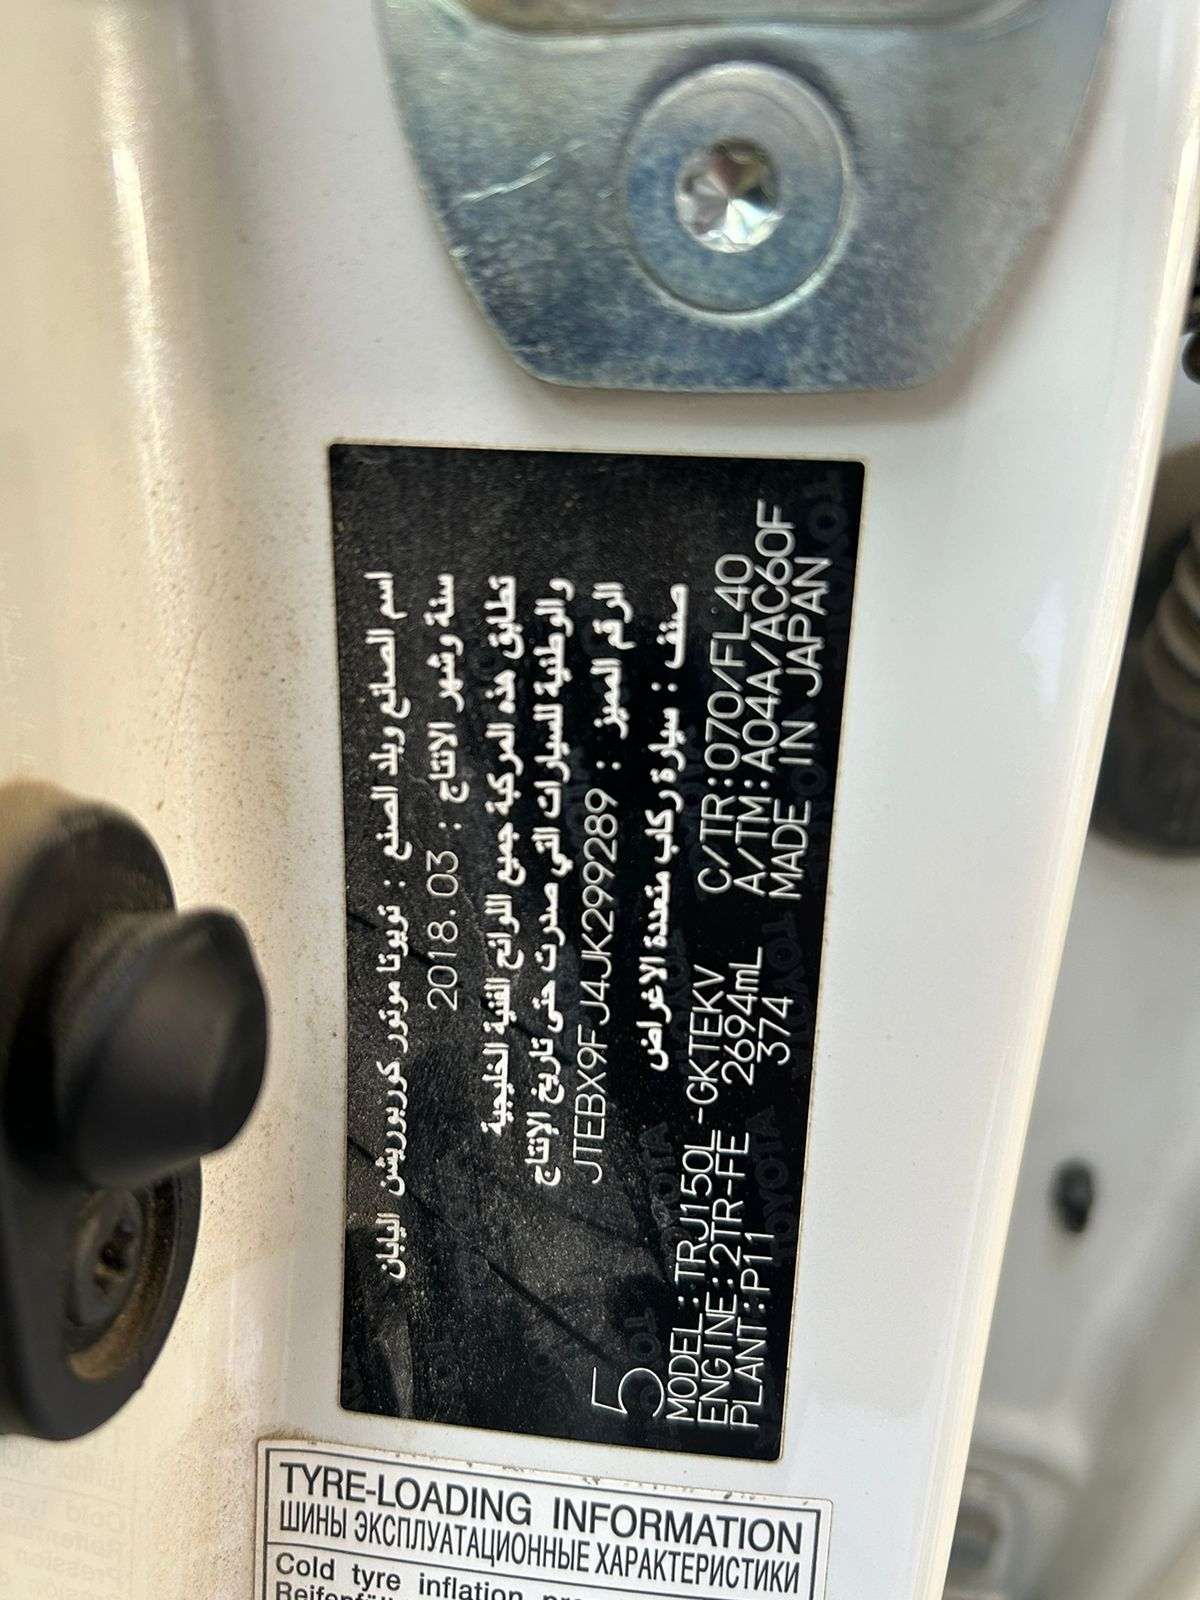 اسم الصانع وبلد الصنع : تويوتا موتور كوربوريشن اليابان
سنة وشهر الانتاج : 2018.03
تطابق هذه المركبة جميع اللوائح الفنية الخليجية
والوطنية للسيارات التي صدرت حتى تاريخ الإنتاج
الرقم المميز : JTEBX9FJ4JK299289
صنف : سيارة ركاب متعددة الاغراض
5
MODEL:TRJ150L-GKTEKV C/TR:070/FL40
ENGINE:2TR-FE 2694mL A/TM:A04A/AC60F
PLANT:P11 374 MADE IN JAPAN
TYRE-LOADING INFORMATION
ШИНЫ ЭКСПЛУАТАЦИОННЫЕ ХАРАКТЕРИСТИКИ
Cold tyre inflation